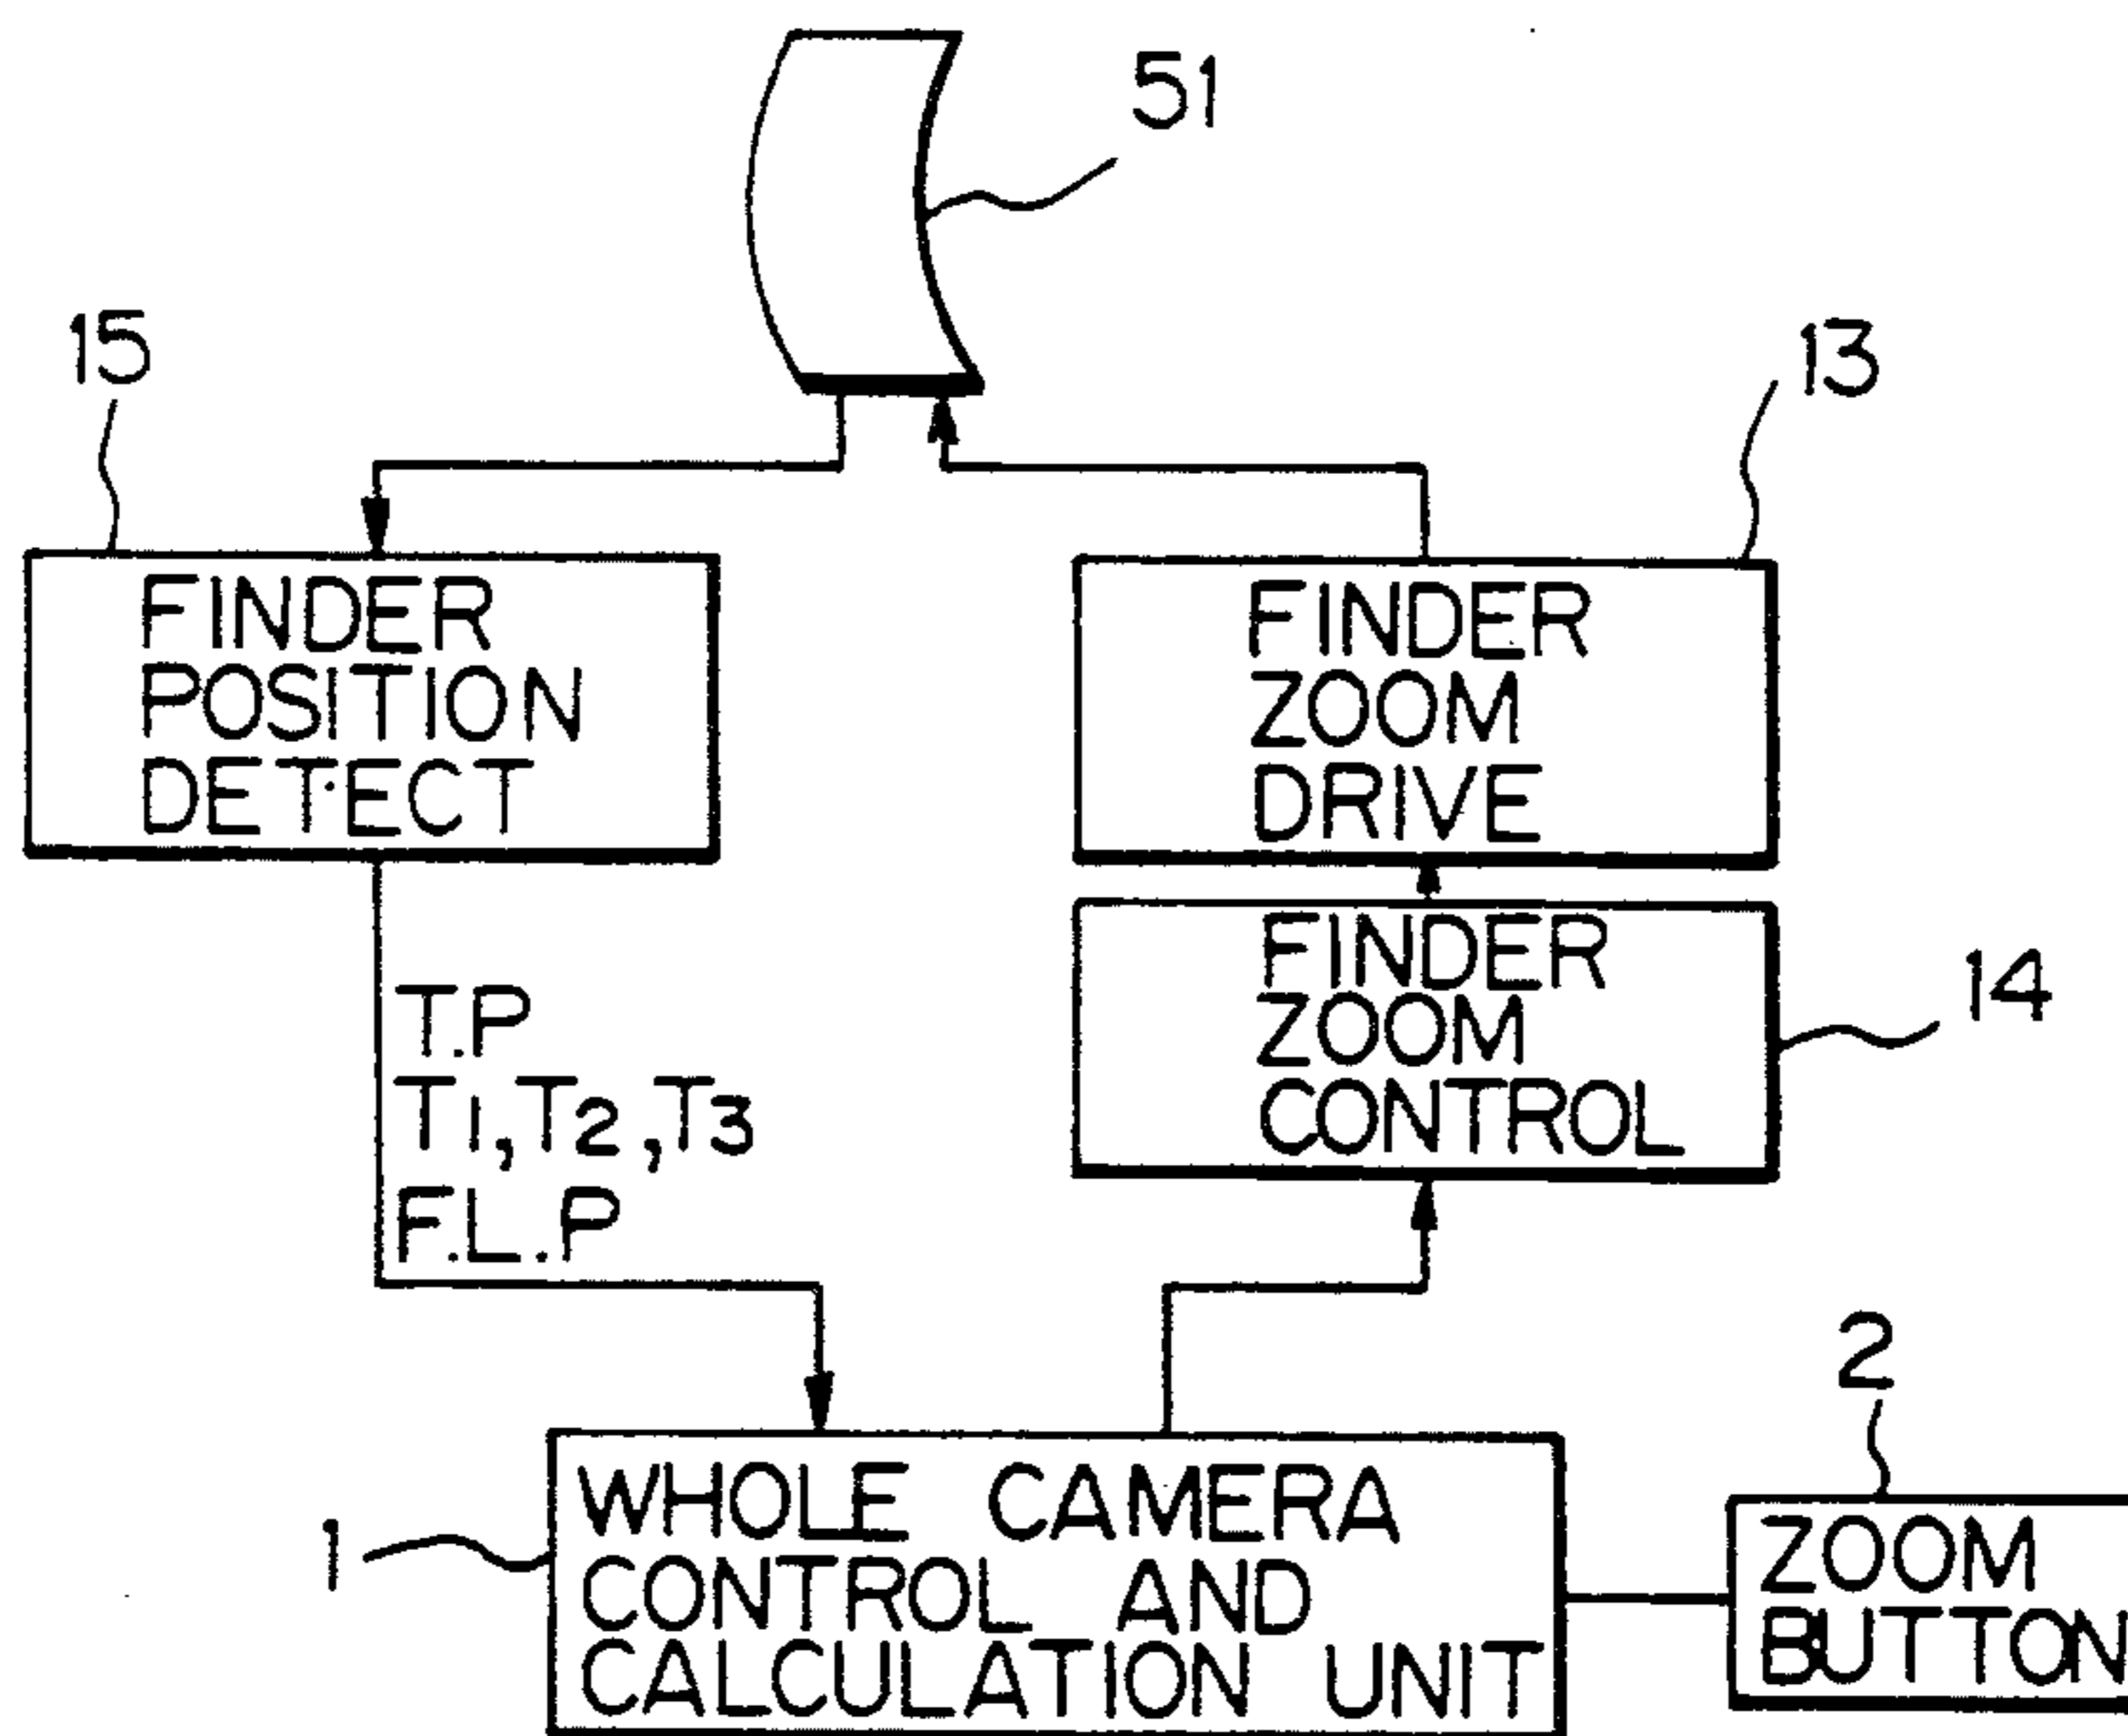 51
15
13
FINDER
POSITION
DETECT
FINDER
ZOOM
DRIVE
FINDER
ZOOM
CONTROL
14
T.P
T1,T2,T3
F.L.P
2
1
WHOLE CAMERA
CONTROL AND
CALCULATION UNIT
ZOOM
BUTTON